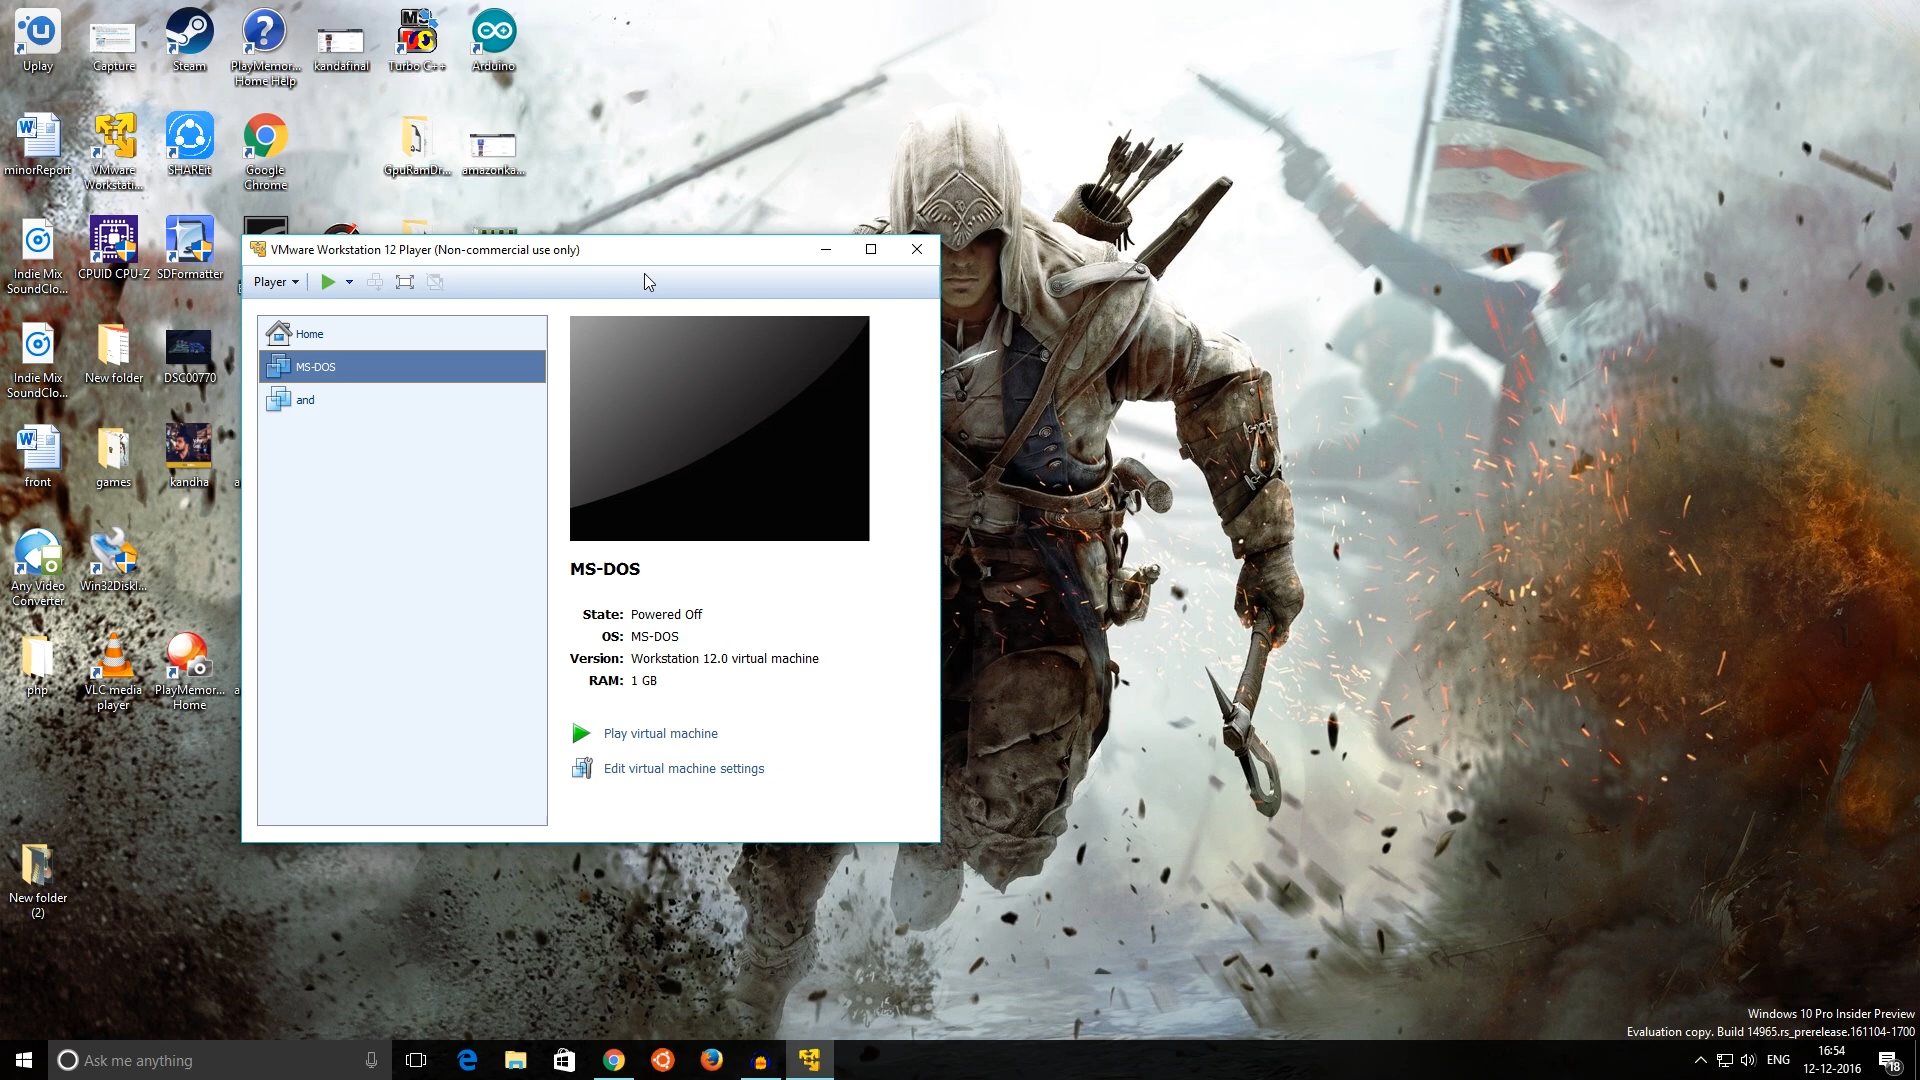 Uplay
Capture
Steam
PlayMemor...
Home Help
kandafinal
Turbo C++
Arduino
minorReport
VMware
Workstati...
SHAREit
Google
Chrome
GpuRamDr...
amazonka...
Indie Mix
SoundClo...
CPUID CPU-Z
SDFormatter
Indie Mix
SoundClo...
New folder
DSC00770
front
games
kandha
Any Video
Converter
Win32DiskI...
php
VLC media
player
PlayMemor...
Home
New folder
(2)
VMware Workstation 12 Player (Non-commercial use only)
Player
Home
MS-DOS
and
MS-DOS
State: Powered Off
OS: MS-DOS
Version: Workstation 12.0 virtual machine
RAM: 1 GB
Play virtual machine
Edit virtual machine settings
Windows 10 Pro Insider Preview
Evaluation copy. Build 14965.rs_prerelease.161104-1700
Ask me anything
ENG
16:54
12-12-2016
18